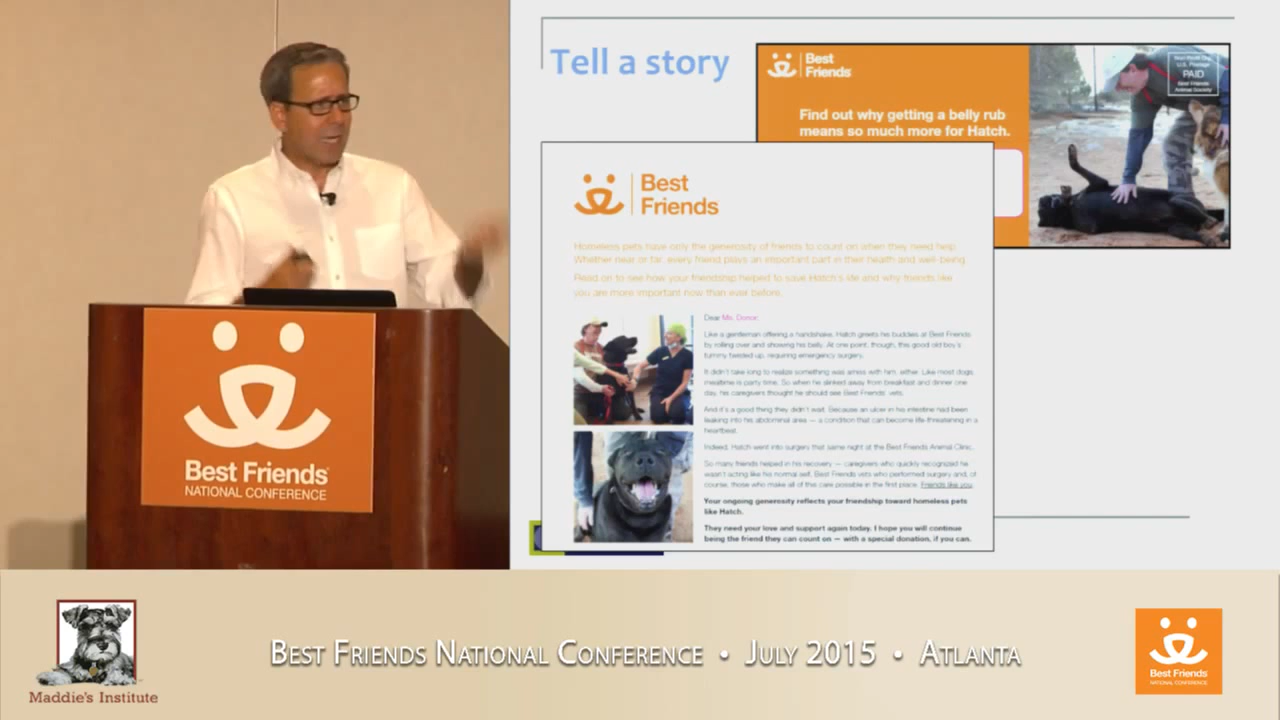 Tell a story
Best
Friends
Find out why getting a belly rub
means so much more for Hatch.
Non-Profit Org.
U.S. Postage
PAID
Best Friends
Animal Society
Best
Friends
Homeless pets have only the generosity of friends to count on when they need help.
Whether near or far, every friend plays an important part in their health and well-being.
Read on to see how your friendship helped to save Hatch's life and why friends like
you are more important now than ever before.
Dear Ms. Donor,
Like a gentleman offering a handshake, Hatch greets his buddies at Best Friends
by rolling over and showing his belly. At one point, though, this good old boy's
tummy twisted up, requiring emergency surgery.
It didn't take long to realize something was amiss with him, either. Like most dogs,
mealtime is party time. So when he slinked away from breakfast and dinner one
day, his caregivers thought he should see Best Friends' vets.
And it's a good thing they didn't wait. Because an ulcer in his intestine had been
leaking into his abdominal area — a condition that can become life-threatening in a
heartbeat.
Indeed, Hatch went into surgery that same night at the Best Friends Animal Clinic.
So many friends helped in his recovery — caregivers who quickly recognized he
wasn't acting like his normal self, Best Friends vets who performed surgery and, of
course, those who make all of this care possible in the first place. Friends like you.
Your ongoing generosity reflects your friendship toward homeless pets
like Hatch.
They need your love and support again today. I hope you will continue
being the friend they can count on — with a special donation, if you can.
Best Friends
NATIONAL CONFERENCE
Maddie's Institute
Best Friends National Conference • July 2015 • Atlanta
Best Friends
NATIONAL CONFERENCE